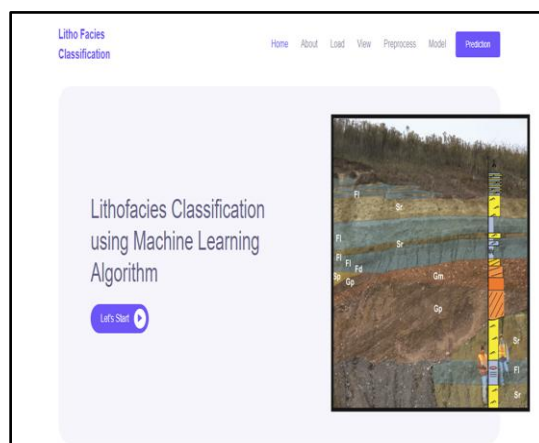 Litho Facies
Classification
Home About Load View Preprocess Model Prediction
Lithofacies Classification
using Machine Learning
Algorithm
Let's Start
A
Fl
Sr
Fl
Sr
Fl
Fl
Sp
Fd
Gp
Gm
Gp
Sr
Fl
Sr